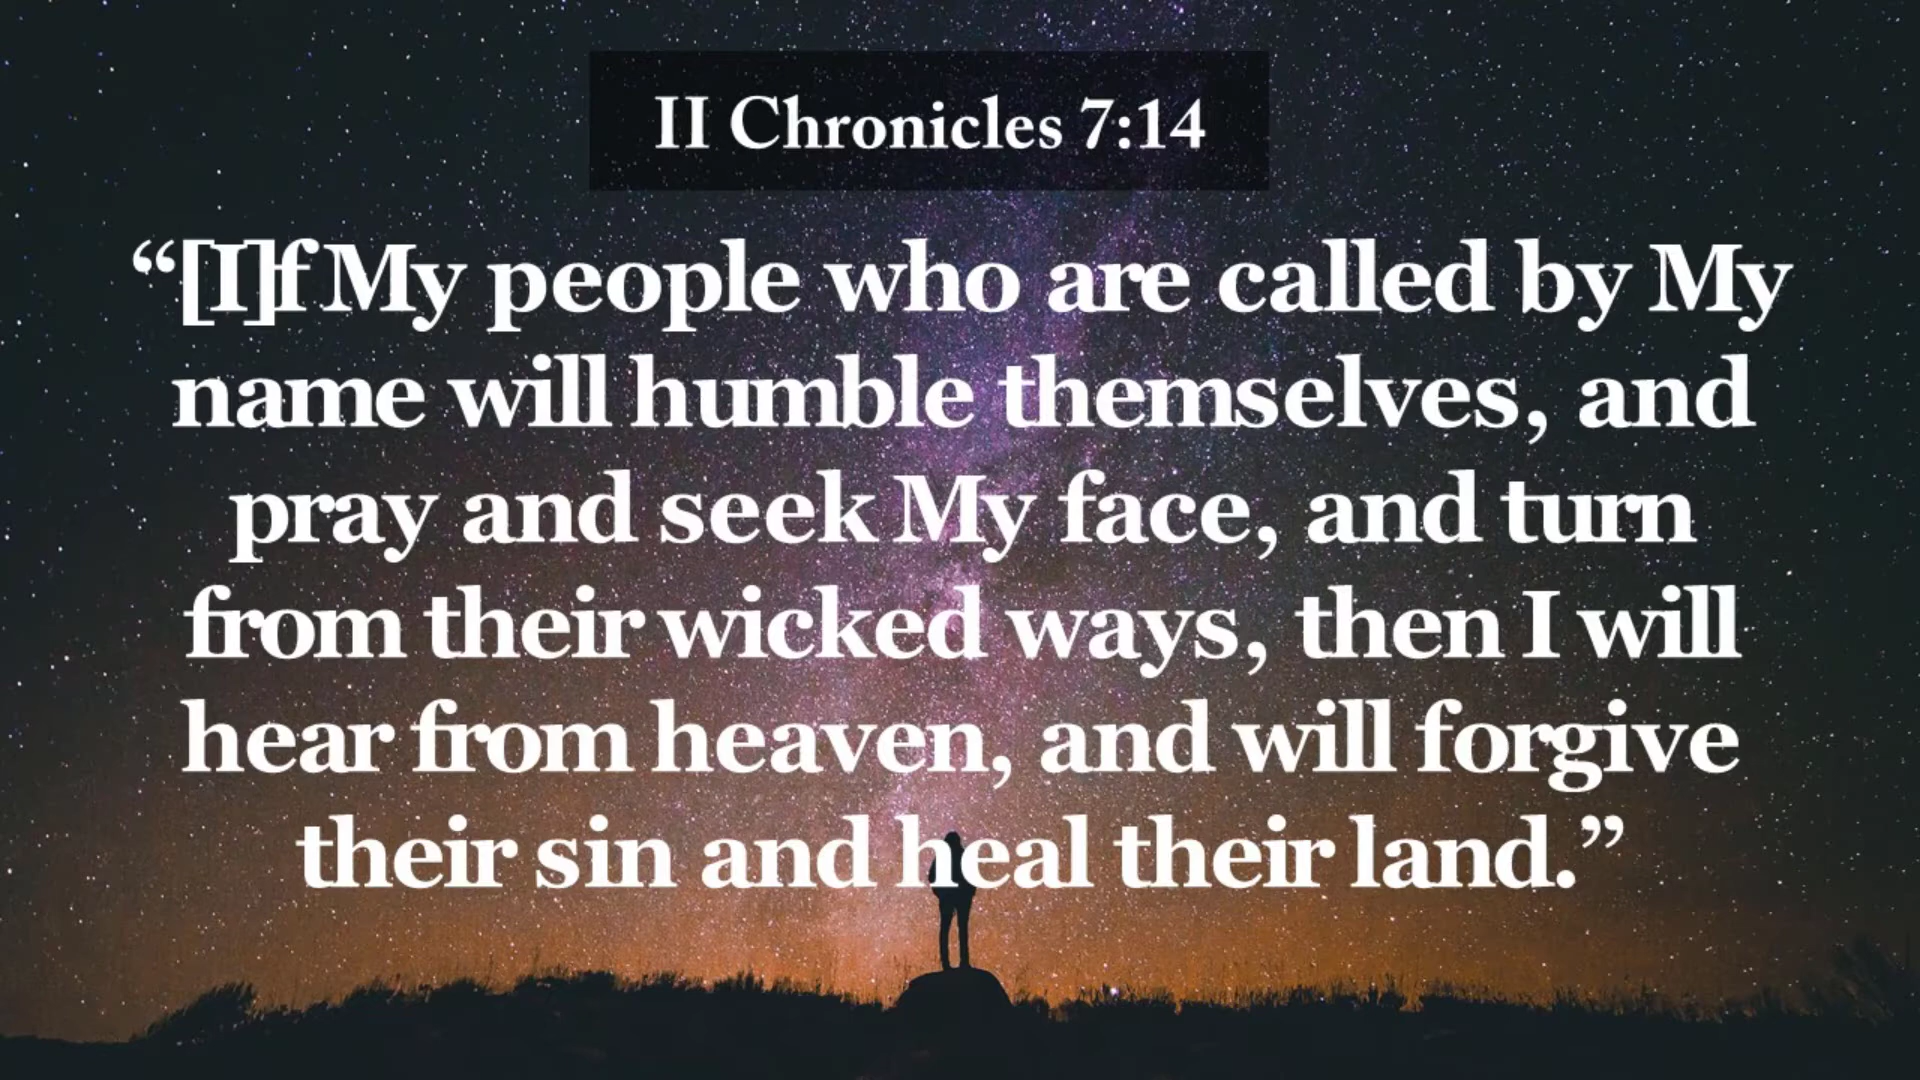 II Chronicles 7:14
“[I]f My people who are called by My
name will humble themselves, and
pray and seek My face, and turn
from their wicked ways, then I will
hear from heaven, and will forgive
their sin and heal their land.”